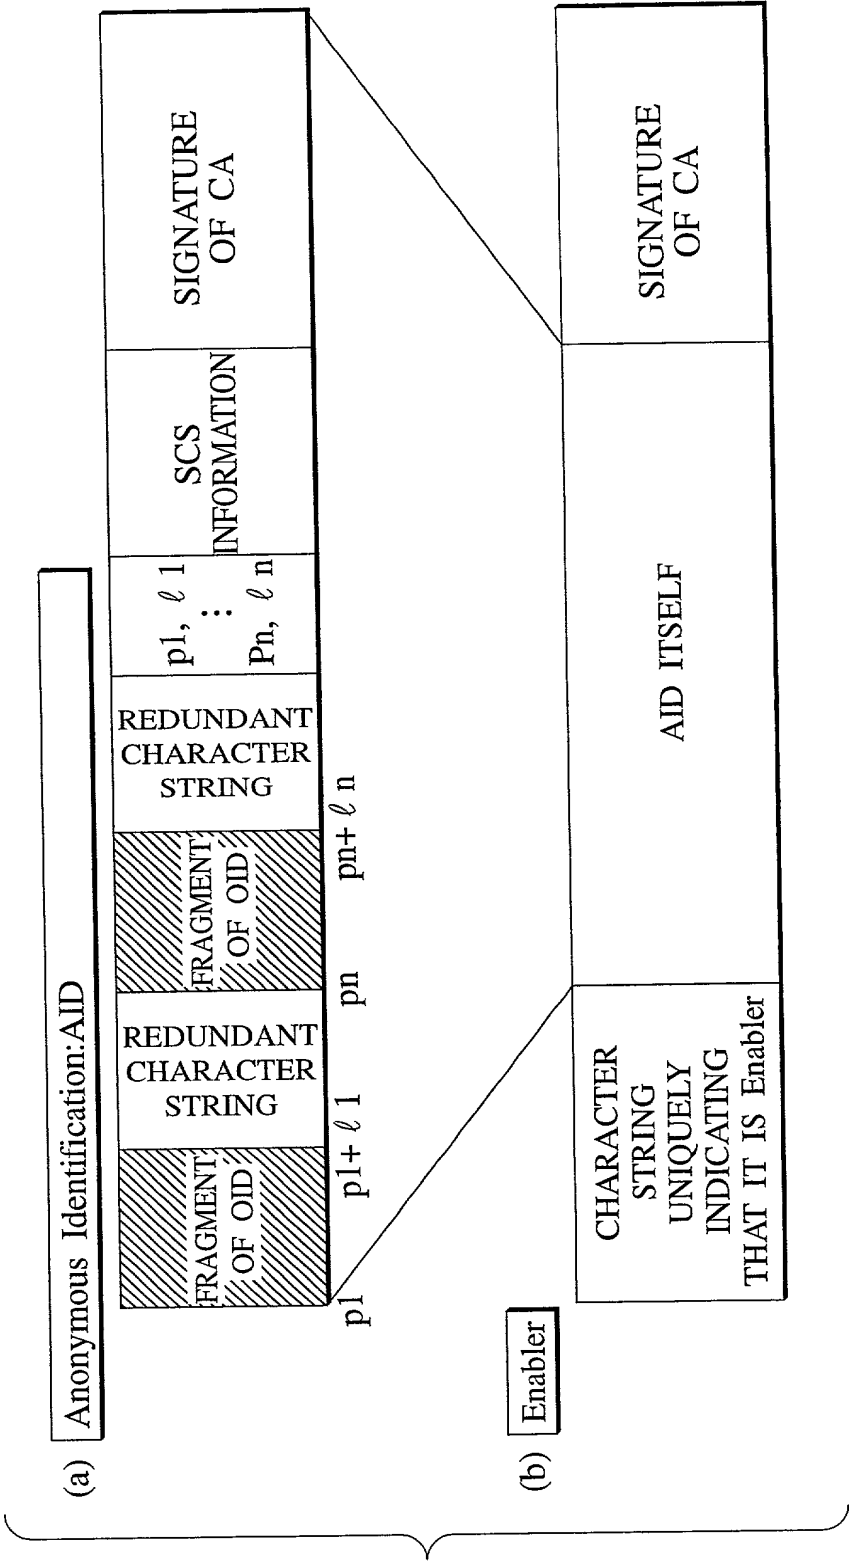 (a) Anonymous Identification:AID
FRAGMENT
OF OID
REDUNDANT
CHARACTER
STRING
FRAGMENT
OF OID
REDUNDANT
CHARACTER
STRING
p1, ℓ 1
⋮
Pn, ℓ n
SCS
INFORMATION
SIGNATURE
OF CA
p1
p1+ ℓ 1
pn
pn+ ℓ n
(b) Enabler
CHARACTER
STRING
UNIQUELY
INDICATING
THAT IT IS Enabler
AID ITSELF
SIGNATURE
OF CA